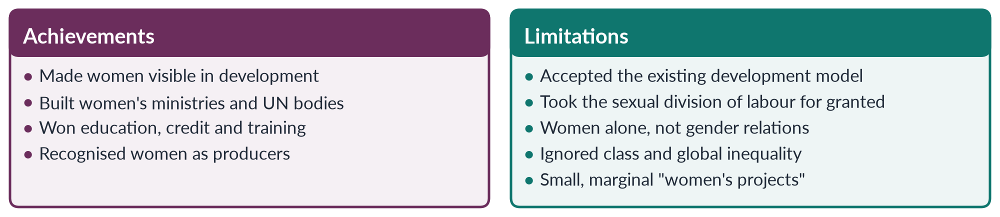 Achievements
• Made women visible in development
• Built women's ministries and UN bodies
• Won education, credit and training
• Recognised women as producers
Limitations
• Accepted the existing development model
• Took the sexual division of labour for granted
• Women alone, not gender relations
• Ignored class and global inequality
• Small, marginal "women's projects"